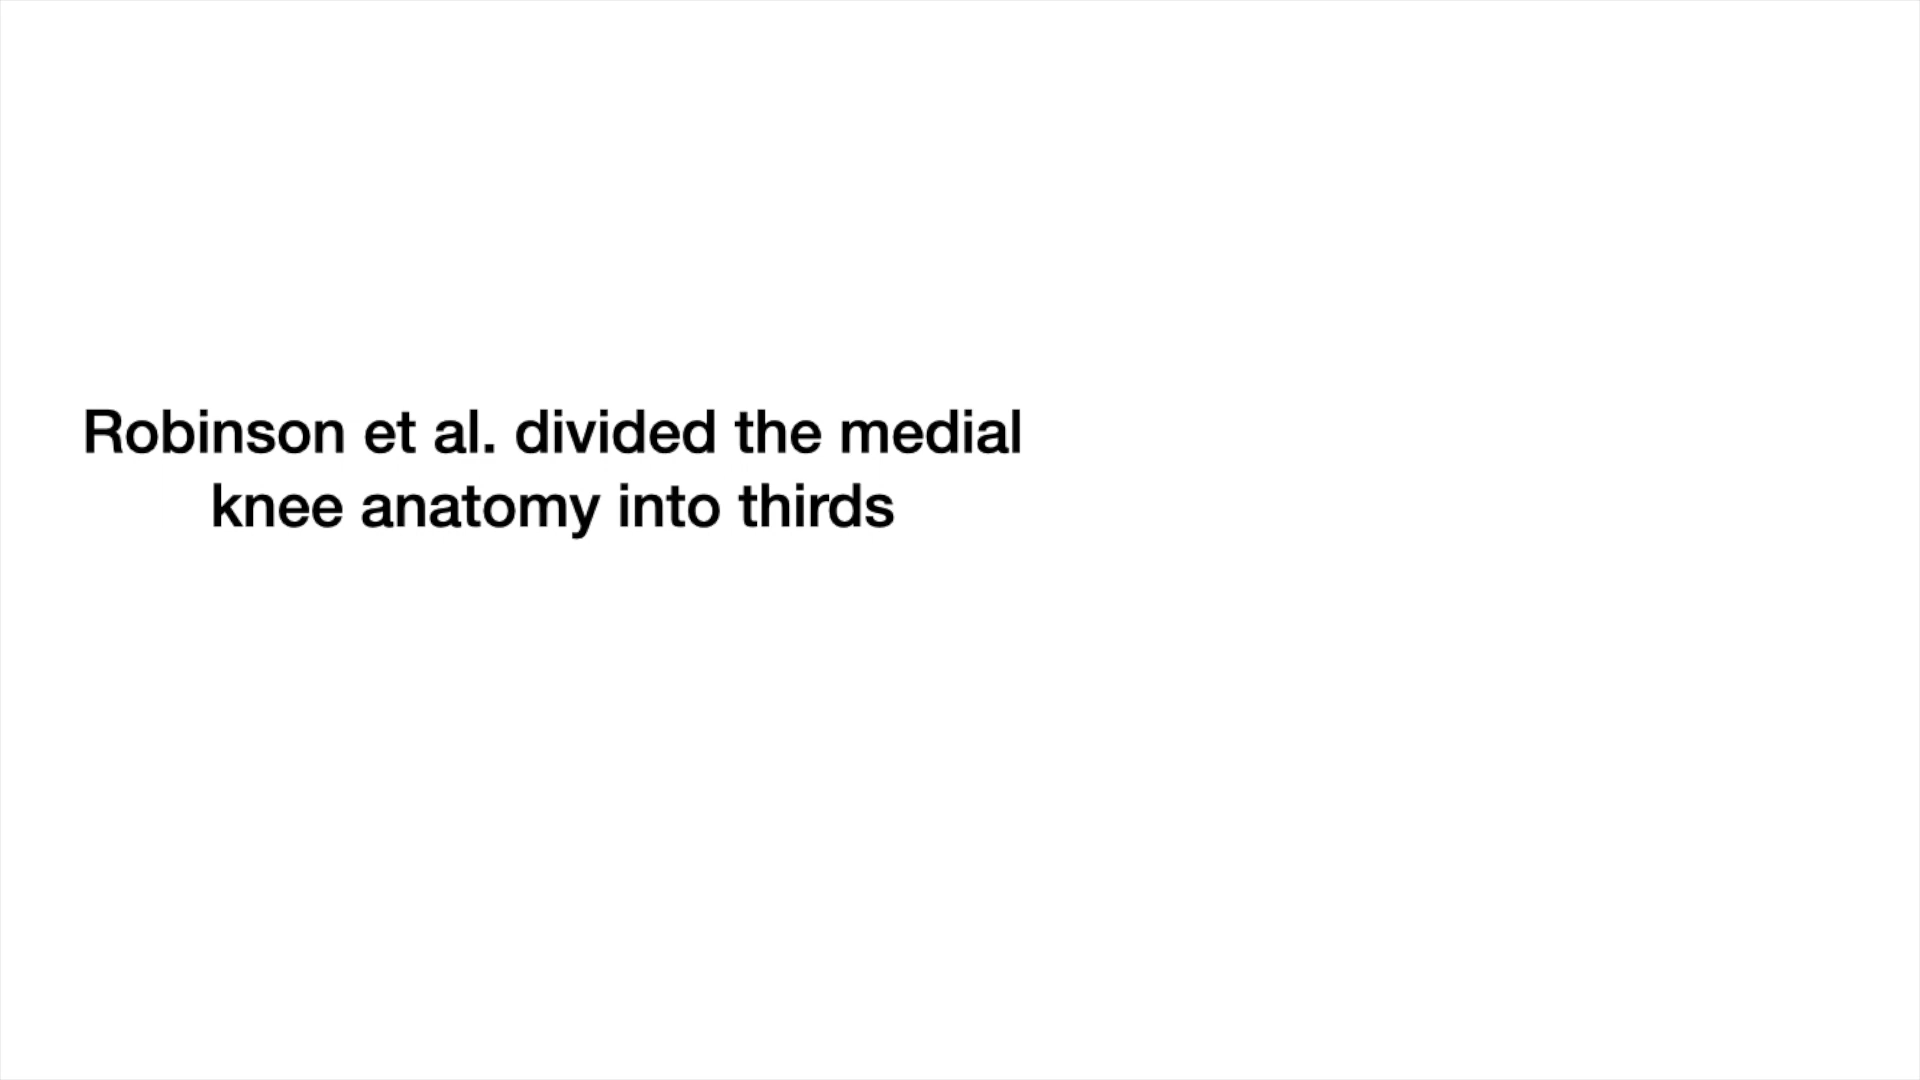 Robinson et al. divided the medial
knee anatomy into thirds